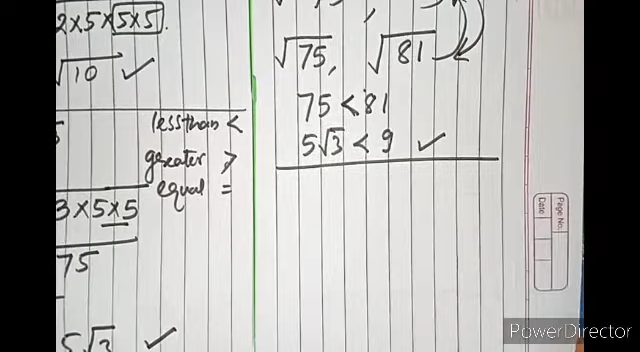 2×5×5×5.
√10 ✓
less than <
greater >
equal =
3×5×5
75
5√3 ✓
√75, √81
75 < 81
5√3 < 9 ✓
Page No.
Date
PowerDirector